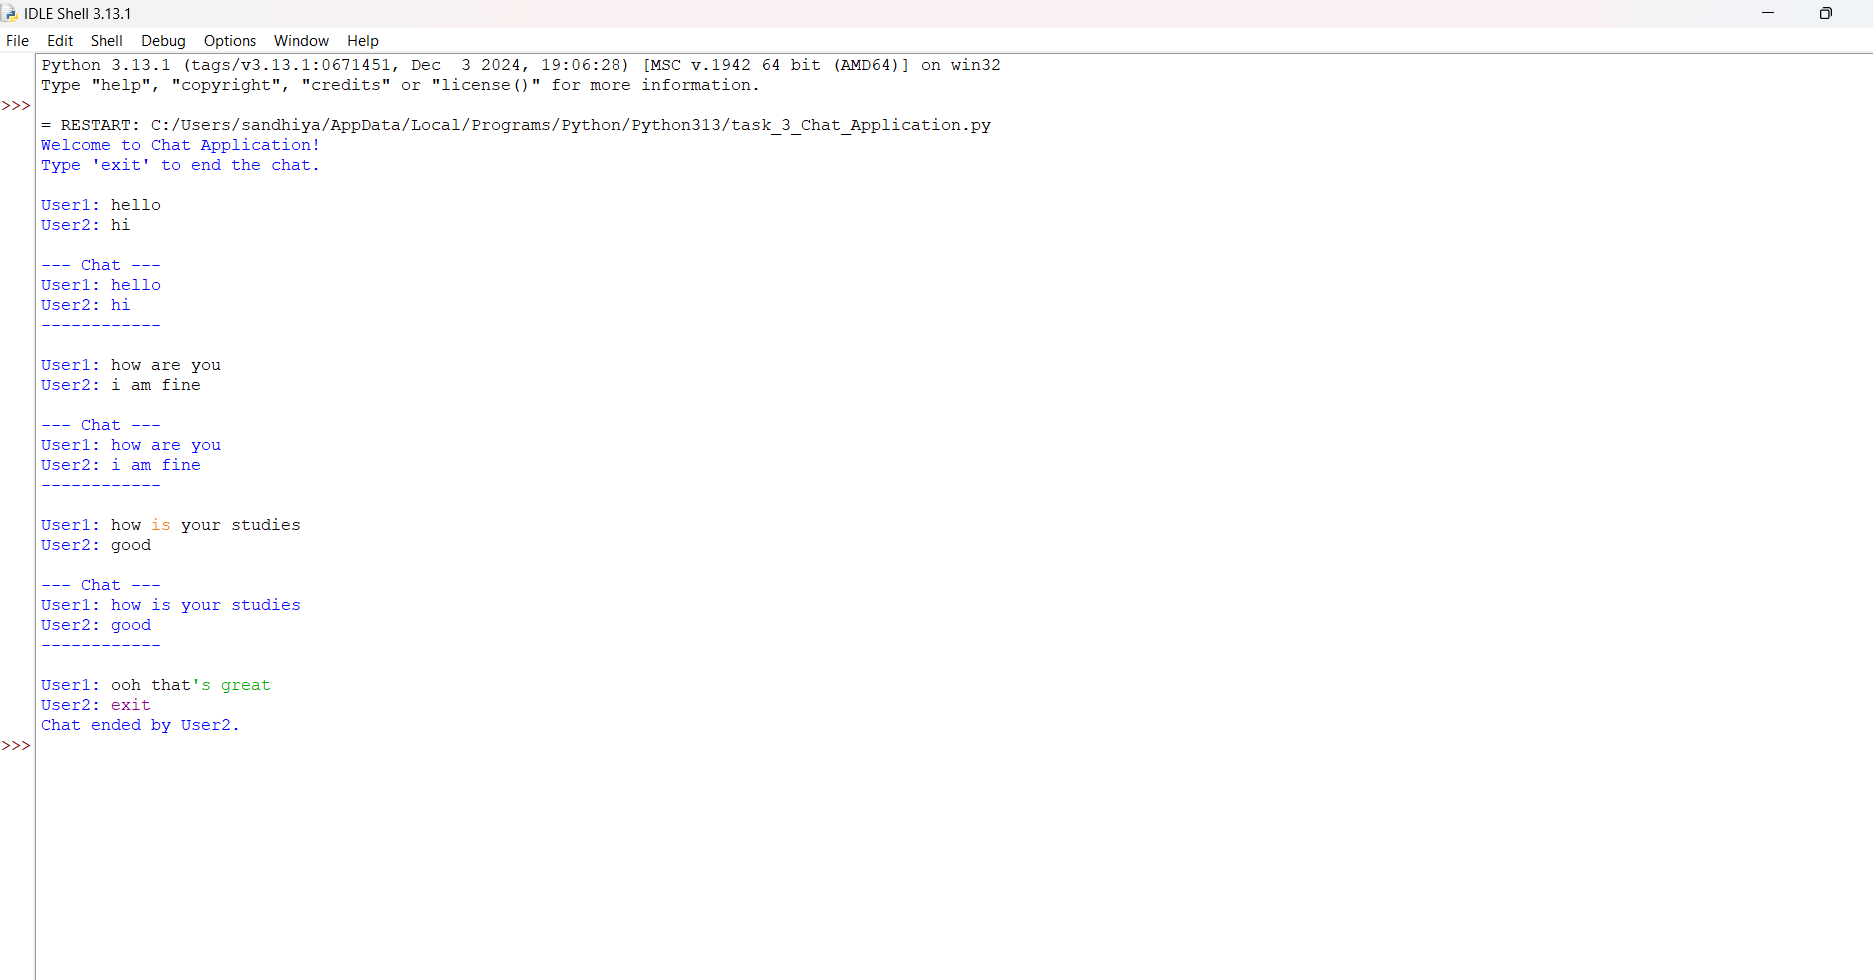 IDLE Shell 3.13.1
File Edit Shell Debug Options Window Help
Python 3.13.1 (tags/v3.13.1:0671451, Dec  3 2024, 19:06:28) [MSC v.1942 64 bit (AMD64)] on win32
Type "help", "copyright", "credits" or "license()" for more information.
>>>
= RESTART: C:/Users/sandhiya/AppData/Local/Programs/Python/Python313/task_3_Chat_Application.py
Welcome to Chat Application!
Type 'exit' to end the chat.
User1: hello
User2: hi
--- Chat ---
User1: hello
User2: hi
------------
User1: how are you
User2: i am fine
--- Chat ---
User1: how are you
User2: i am fine
------------
User1: how is your studies
User2: good
--- Chat ---
User1: how is your studies
User2: good
------------
User1: ooh that's great
User2: exit
Chat ended by User2.
>>>